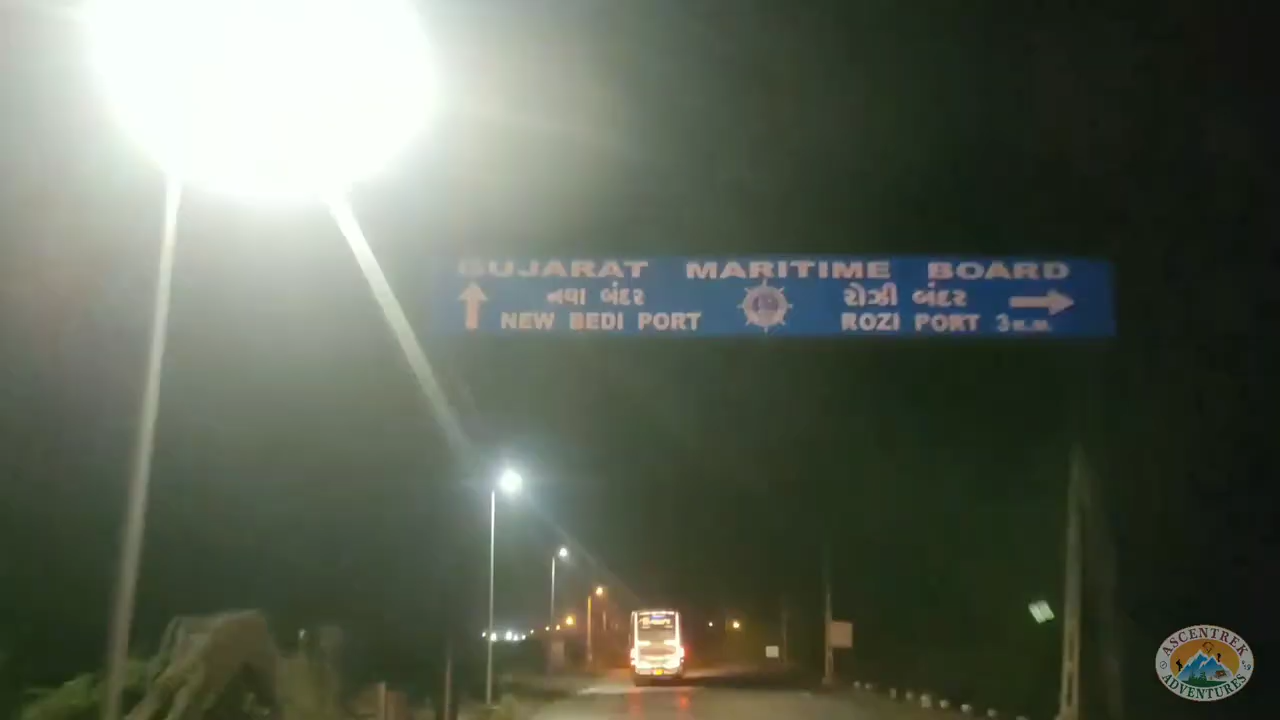 GUJARAT MARITIME BOARD
નવા બંદર
NEW BEDI PORT
રોઝી બંદર
ROZI PORT 3 કિ.મી.
ASCENTREK
ADVENTURES